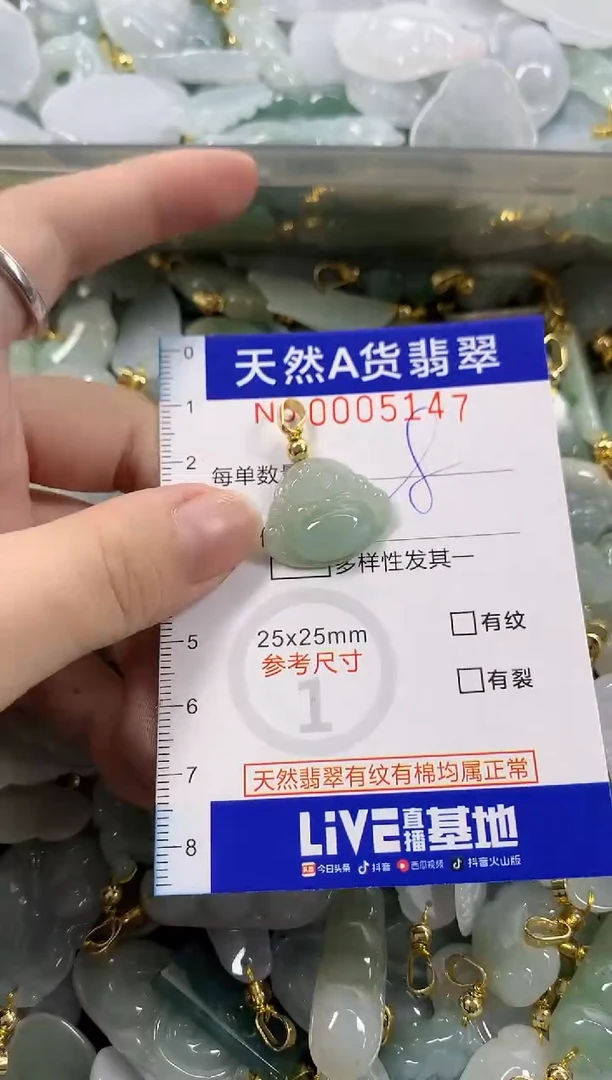 天然A货翡翠
0
1
No 0005147
2
每单数
8
多样性发其一
5
25x25mm
有纹
参考尺寸
有裂
6
1
7
天然翡翠有纹有棉均属正常
8
LiVE直播基地
今日头条 抖音 西瓜视频 抖音火山版